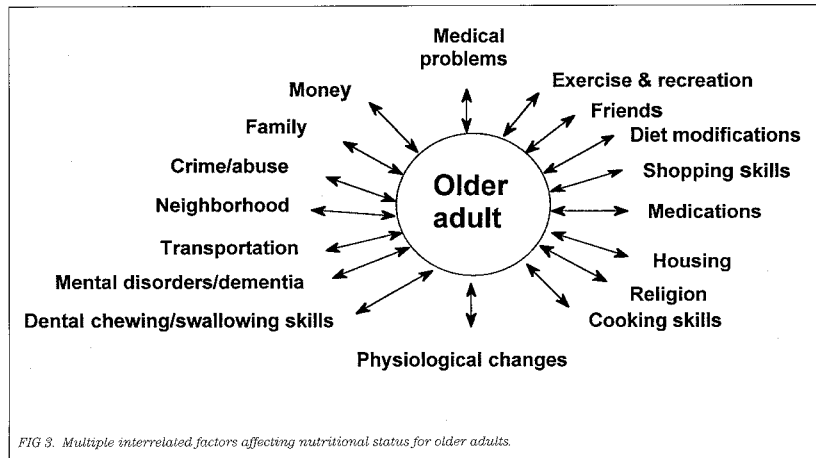 Medical
problems
Exercise & recreation
Money
Friends
Family
Diet modifications
Crime/abuse
Shopping skills
Older
adult
Neighborhood
Medications
Transportation
Housing
Mental disorders/dementia
Religion
Dental chewing/swallowing skills
Cooking skills
Physiological changes
FIG 3. Multiple interrelated factors affecting nutritional status for older adults.